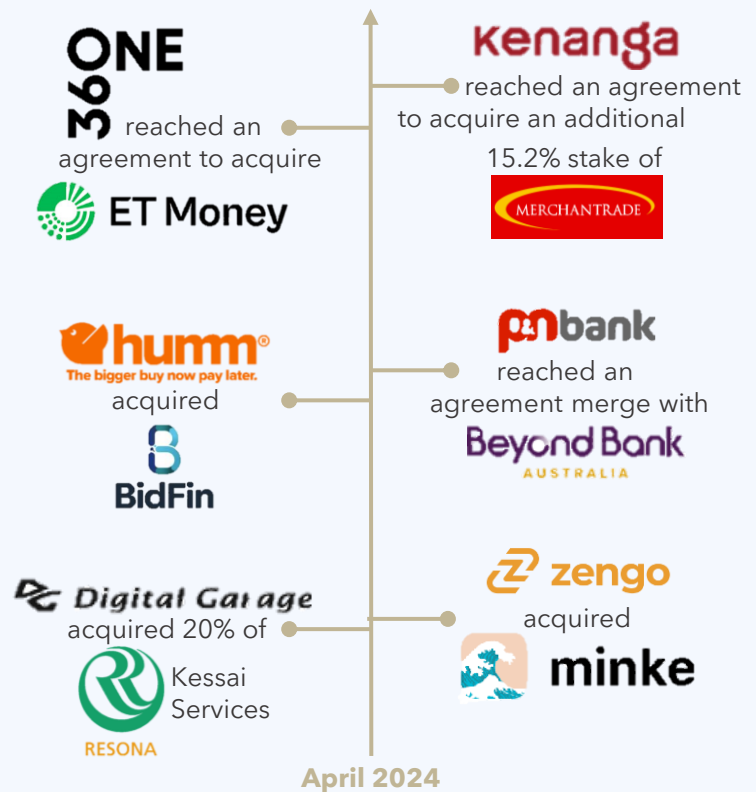 360NE
reached an
agreement to acquire
ET Money
Kenanga
reached an agreement
to acquire an additional
15.2% stake of
MERCHANTRADE
humm®
The bigger buy now pay later.
acquired
BidFin
p&nbank
reached an
agreement merge with
Beyond Bank
AUSTRALIA
DG Digital Garage
acquired 20% of
Kessai
Services
RESONA
zengo
acquired
minke
April 2024